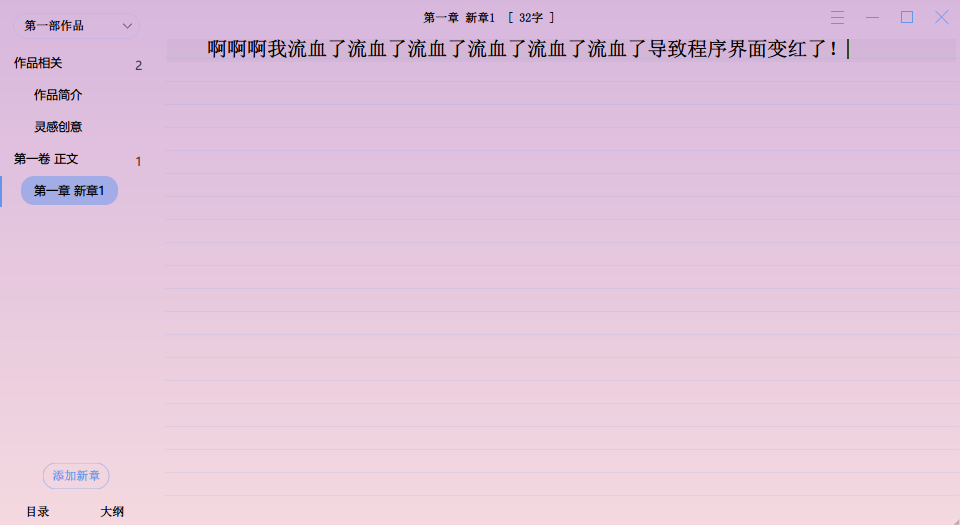 第一部作品
第一章 新章1 [ 32字 ]
作品相关 2
作品简介
灵感创意
第一卷 正文 1
第一章 新章1
啊啊啊我流血了流血了流血了流血了流血了流血了导致程序界面变红了！
添加新章
目录 大纲